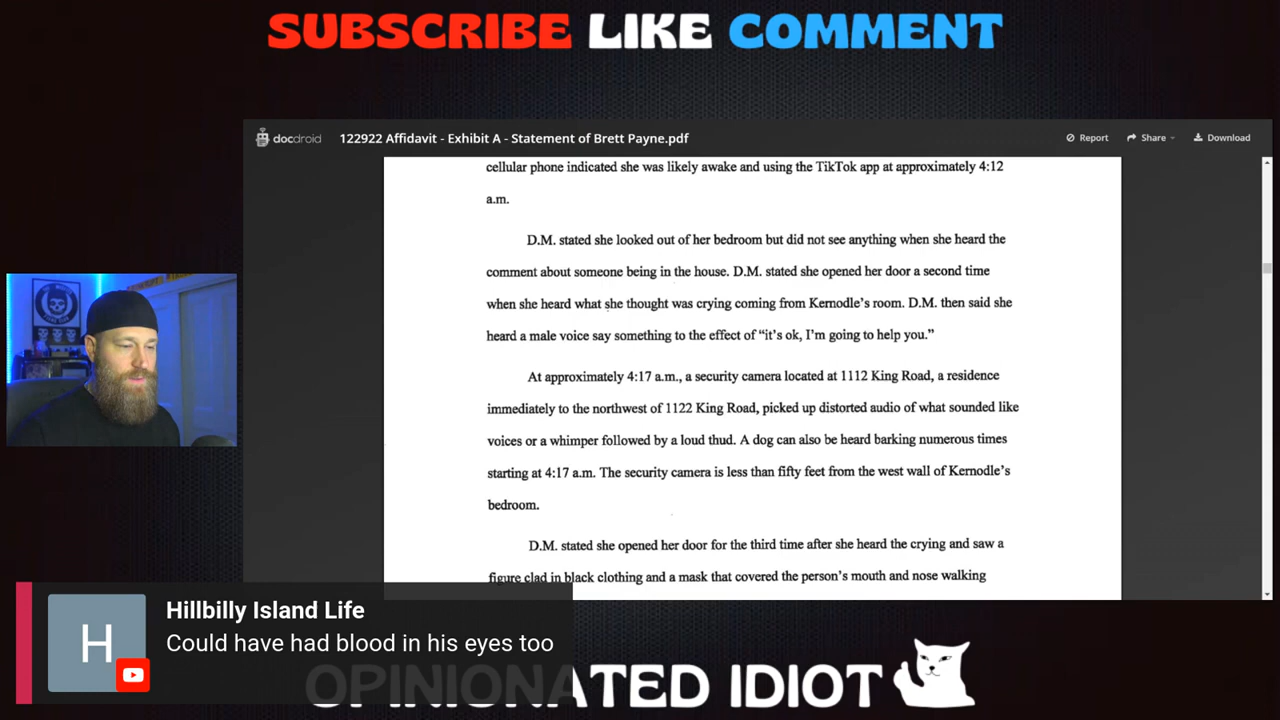 SUBSCRIBE LIKE COMMENT
docdroid
122922 Affidavit - Exhibit A - Statement of Brett Payne.pdf
Report
Share
Download
cellular phone indicated she was likely awake and using the TikTok app at approximately 4:12
a.m.
D.M. stated she looked out of her bedroom but did not see anything when she heard the
comment about someone being in the house. D.M. stated she opened her door a second time
when she heard what she thought was crying coming from Kernodle's room. D.M. then said she
heard a male voice say something to the effect of “it's ok, I'm going to help you.”
At approximately 4:17 a.m., a security camera located at 1112 King Road, a residence
immediately to the northwest of 1122 King Road, picked up distorted audio of what sounded like
voices or a whimper followed by a loud thud. A dog can also be heard barking numerous times
starting at 4:17 a.m. The security camera is less than fifty feet from the west wall of Kernodle's
bedroom.
D.M. stated she opened her door for the third time after she heard the crying and saw a
figure clad in black clothing and a mask that covered the person's mouth and nose walking
H
Hillbilly Island Life
Could have had blood in his eyes too
OPINIONATED IDIOT